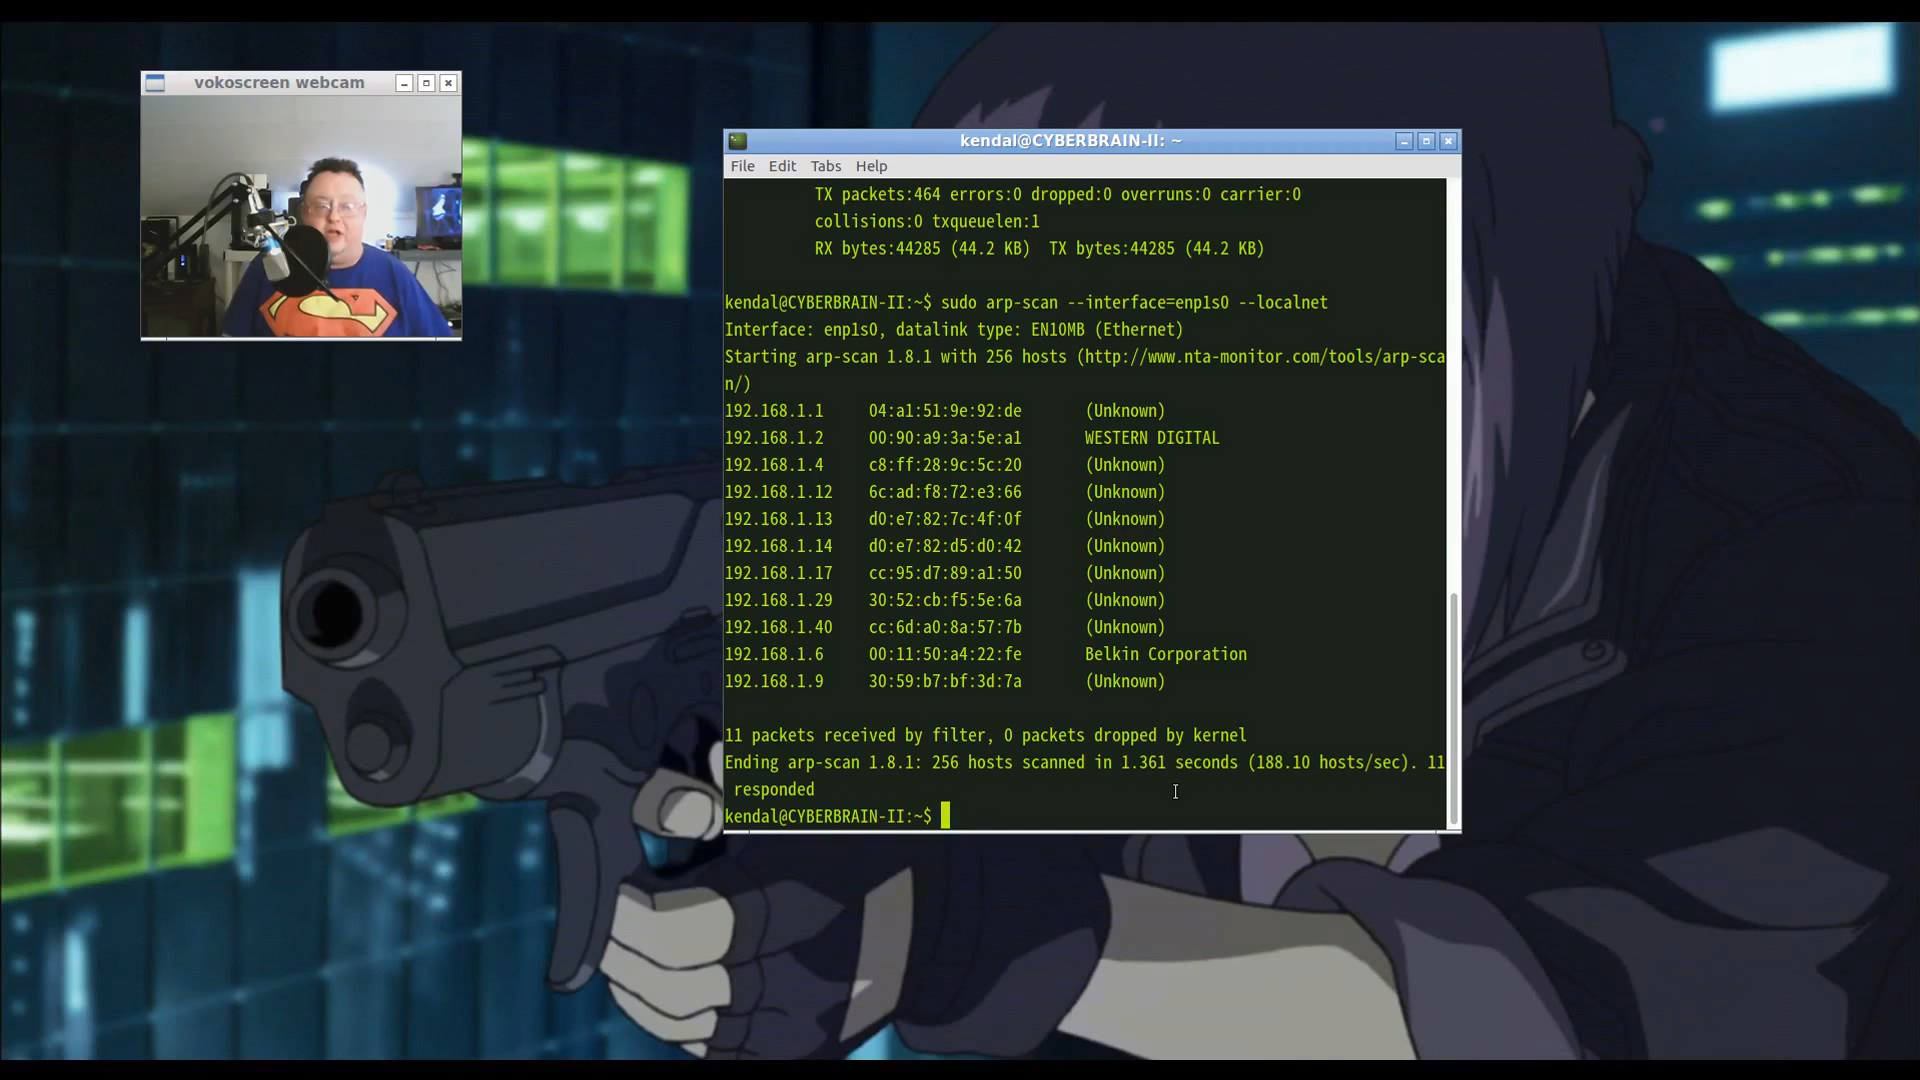 vokoscreen webcam
kendal@CYBERBRAIN-II: ~
File Edit Tabs Help
TX packets:464 errors:0 dropped:0 overruns:0 carrier:0
collisions:0 txqueuelen:1
RX bytes:44285 (44.2 KB)  TX bytes:44285 (44.2 KB)
kendal@CYBERBRAIN-II:~$ sudo arp-scan --interface=enp1s0 --localnet
Interface: enp1s0, datalink type: EN10MB (Ethernet)
Starting arp-scan 1.8.1 with 256 hosts (http://www.nta-monitor.com/tools/arp-sca
n/)
192.168.1.1 04:a1:51:9e:92:de (Unknown)
192.168.1.2 00:90:a9:3a:5e:a1 WESTERN DIGITAL
192.168.1.4 c8:ff:28:9c:5c:20 (Unknown)
192.168.1.12 6c:ad:f8:72:e3:66 (Unknown)
192.168.1.13 d0:e7:82:7c:4f:0f (Unknown)
192.168.1.14 d0:e7:82:d5:d0:42 (Unknown)
192.168.1.17 cc:95:d7:89:a1:50 (Unknown)
192.168.1.29 30:52:cb:f5:5e:6a (Unknown)
192.168.1.40 cc:6d:a0:8a:57:7b (Unknown)
192.168.1.6 00:11:50:a4:22:fe Belkin Corporation
192.168.1.9 30:59:b7:bf:3d:7a (Unknown)
11 packets received by filter, 0 packets dropped by kernel
Ending arp-scan 1.8.1: 256 hosts scanned in 1.361 seconds (188.10 hosts/sec). 11
responded
kendal@CYBERBRAIN-II:~$